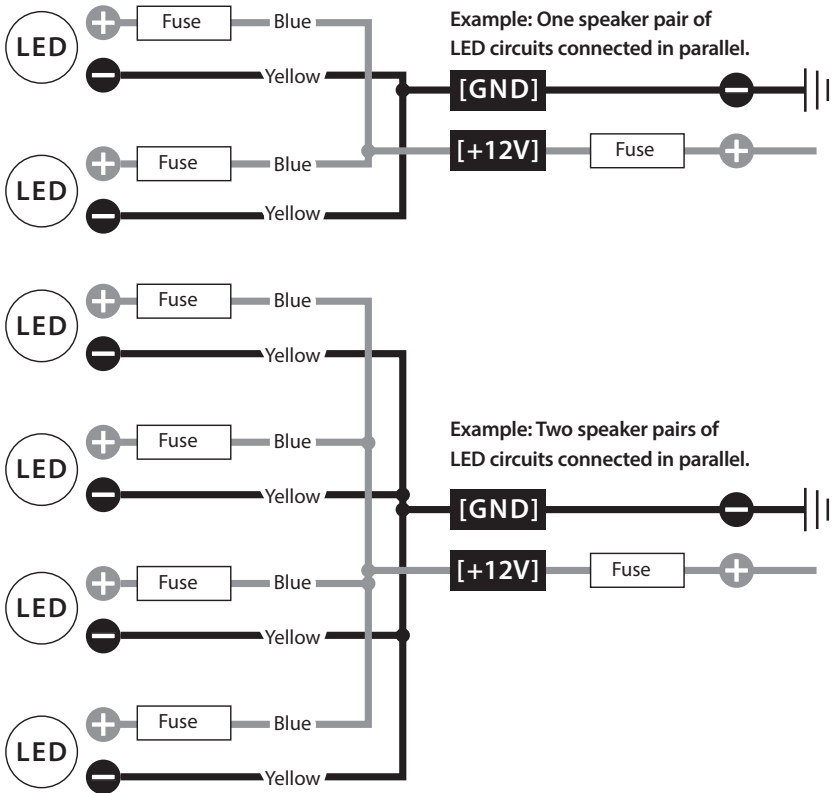 LED
Fuse
Blue
Yellow
Example: One speaker pair of
LED circuits connected in parallel.
[GND]
[+12V]
Fuse
LED
Fuse
Blue
Yellow
LED
Fuse
Blue
Yellow
LED
Fuse
Blue
Yellow
Example: Two speaker pairs of
LED circuits connected in parallel.
[GND]
[+12V]
Fuse
LED
Fuse
Blue
Yellow
LED
Fuse
Blue
Yellow